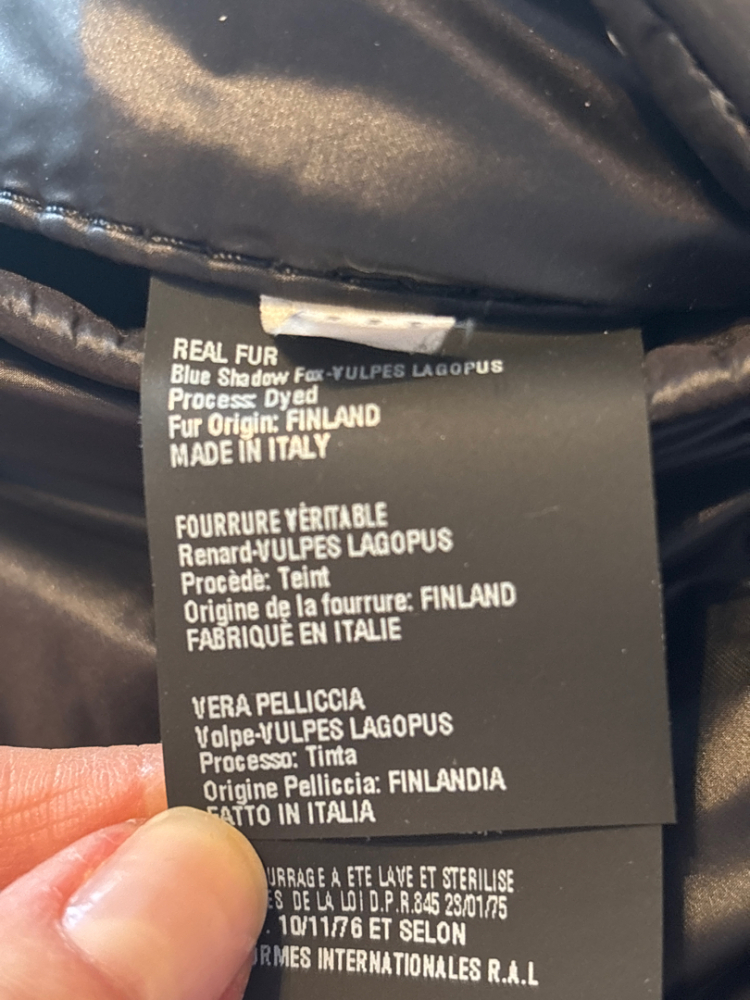 REAL FUR
Blue Shadow Fox-VULPES LAGOPUS
Process: Dyed
Fur Origin: FINLAND
MADE IN ITALY
FOURRURE VÈRITABLE
Renard-VULPES LAGOPUS
Procèdè: Teint
Origine de la fourrure: FINLAND
FABRIQUÈ EN ITALIE
VERA PELLICCIA
Volpe-VULPES LAGOPUS
Processo: Tinta
Origine Pelliccia: FINLANDIA
FATTO IN ITALIA
URRAGE A ETE LAVE ET STERILISE
ES DE LA LOI D.P.R.845 23/01/75
. 10/11/76 ET SELON
ORMES INTERNATIONALES R.A.L